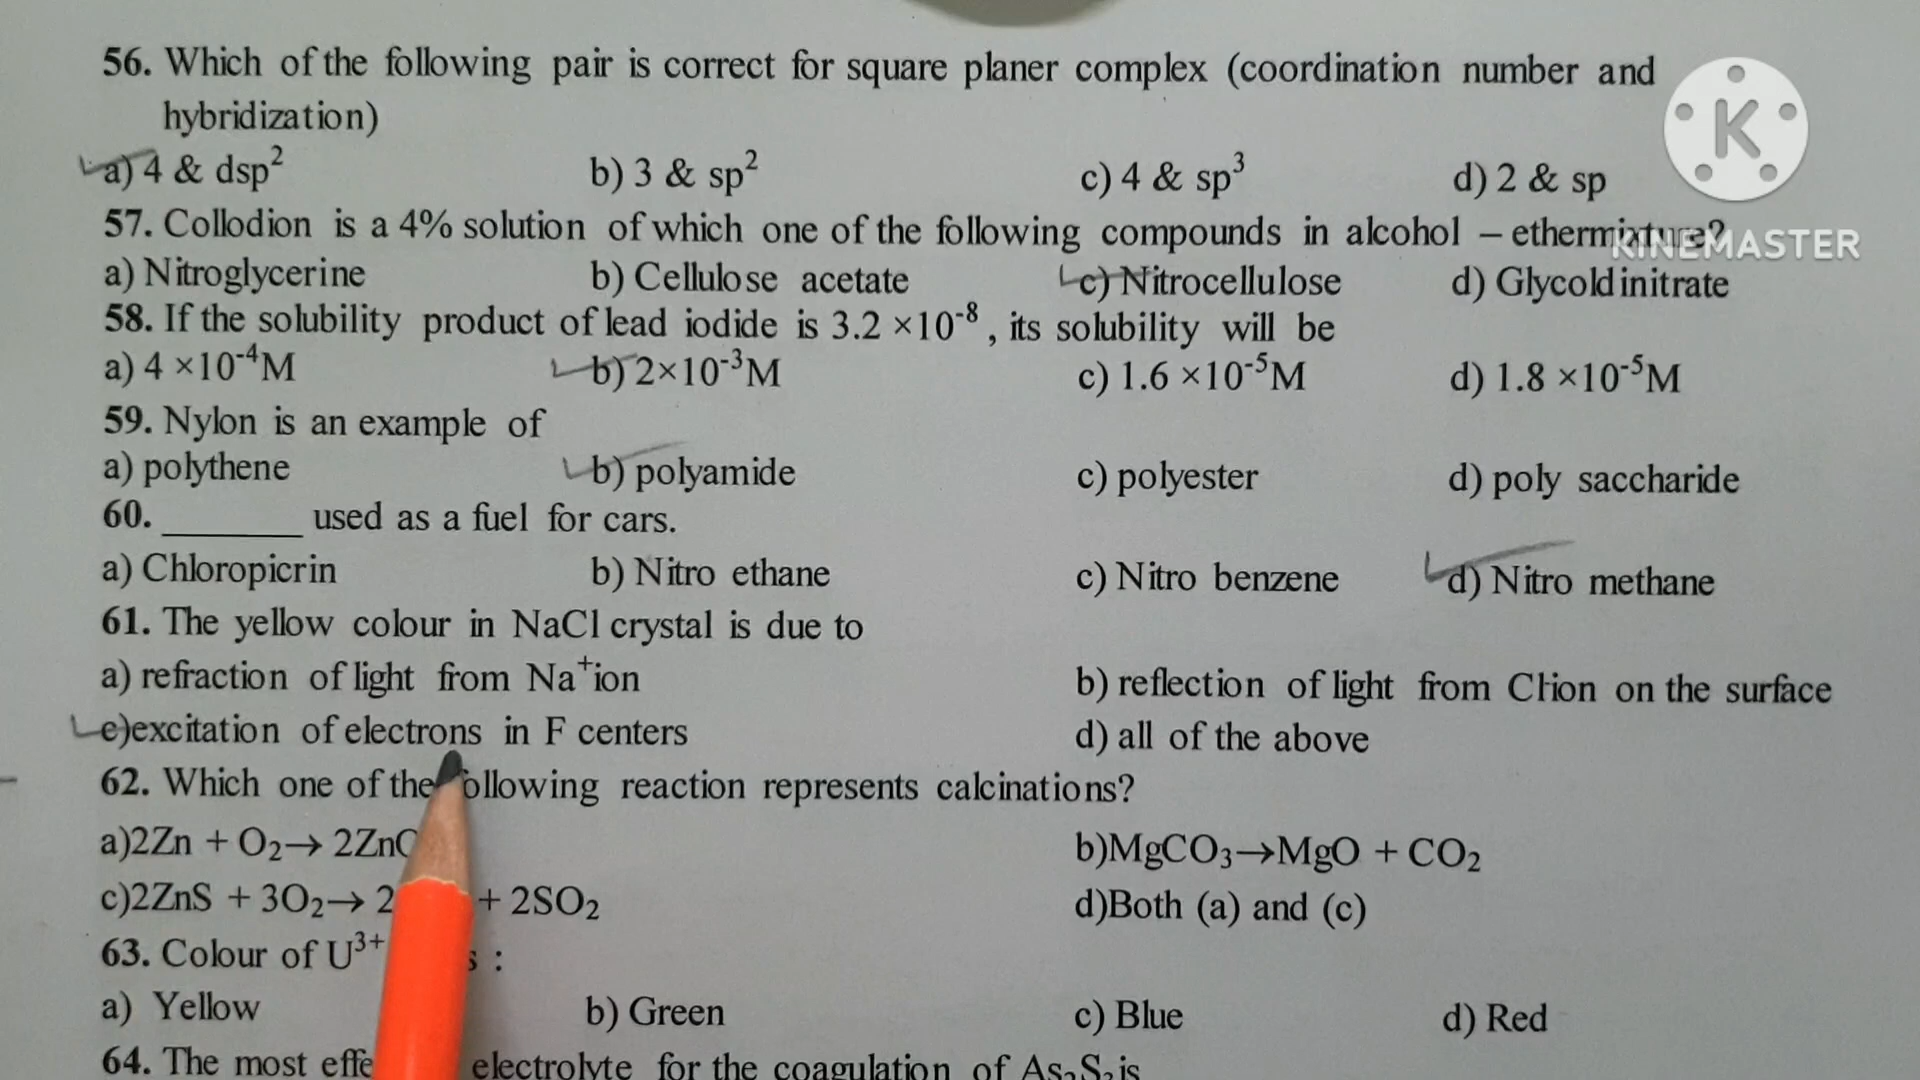 56. Which of the following pair is correct for square planer complex (coordination number and
hybridization)
a) 4 & dsp² b) 3 & sp² c) 4 & sp³ d) 2 & sp
57. Collodion is a 4% solution of which one of the following compounds in alcohol – ethermixture?
a) Nitroglycerine b) Cellulose acetate c) Nitrocellulose d) Glycoldinitrate
58. If the solubility product of lead iodide is 3.2 ×10⁻⁸ , its solubility will be
a) 4 ×10⁻⁴M b) 2×10⁻³M c) 1.6 ×10⁻⁵M d) 1.8 ×10⁻⁵M
59. Nylon is an example of
a) polythene b) polyamide c) polyester d) poly saccharide
60. ________ used as a fuel for cars.
a) Chloropicrin b) Nitro ethane c) Nitro benzene d) Nitro methane
61. The yellow colour in NaCl crystal is due to
a) refraction of light from Na⁺ion b) reflection of light from Cl⁻ion on the surface
c)excitation of electrons in F centers d) all of the above
62. Which one of the following reaction represents calcinations?
a)2Zn + O₂→ 2ZnO b)MgCO₃→MgO + CO₂
c)2ZnS + 3O₂→ 2 + 2SO₂ d)Both (a) and (c)
63. Colour of U³⁺ :
a) Yellow b) Green c) Blue d) Red
64. The most electrolyte for the coagulation of As₂S₃is
K
KINEMASTER